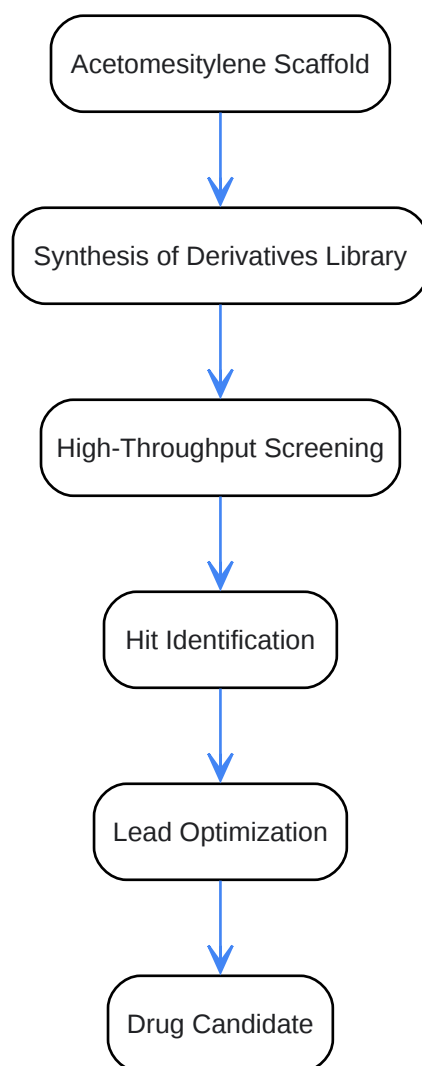 Acetomesitylene Scaffold
Synthesis of Derivatives Library
High-Throughput Screening
Hit Identification
Lead Optimization
Drug Candidate